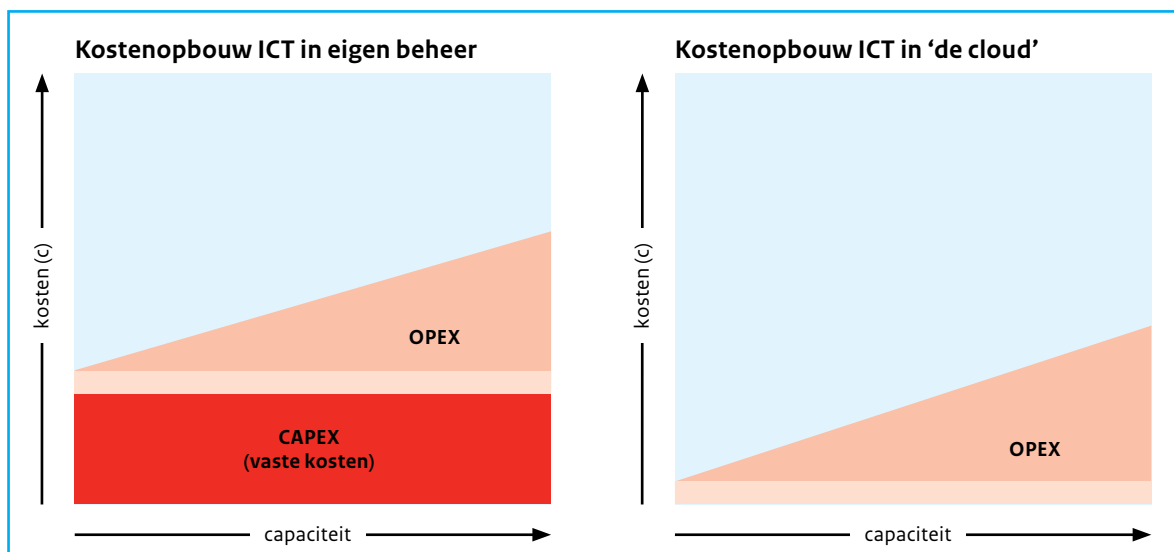 Kostenopbouw ICT in eigen beheer
kosten (c)
OPEX
CAPEX
(vaste kosten)
capaciteit
Kostenopbouw ICT in ‘de cloud’
kosten (c)
OPEX
capaciteit